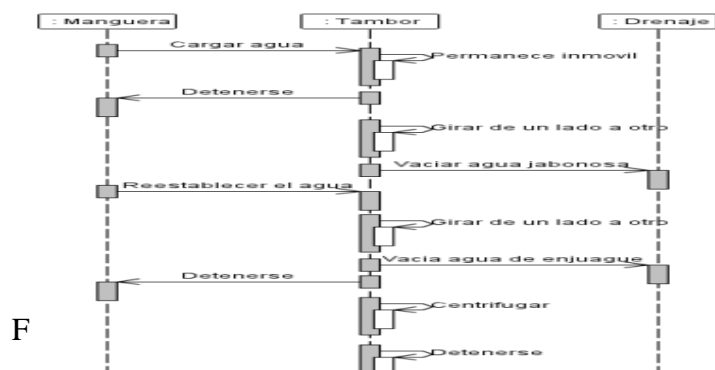 : Manguera
: Tambor
: Drenaje
Cargar agua
Permanece inmovil
Detenerse
Girar de un lado a otro
Vaciar agua jabonosa
Reestablecer el agua
Girar de un lado a otro
Vacia agua de enjuague
Detenerse
Centrifugar
F
Detenerse